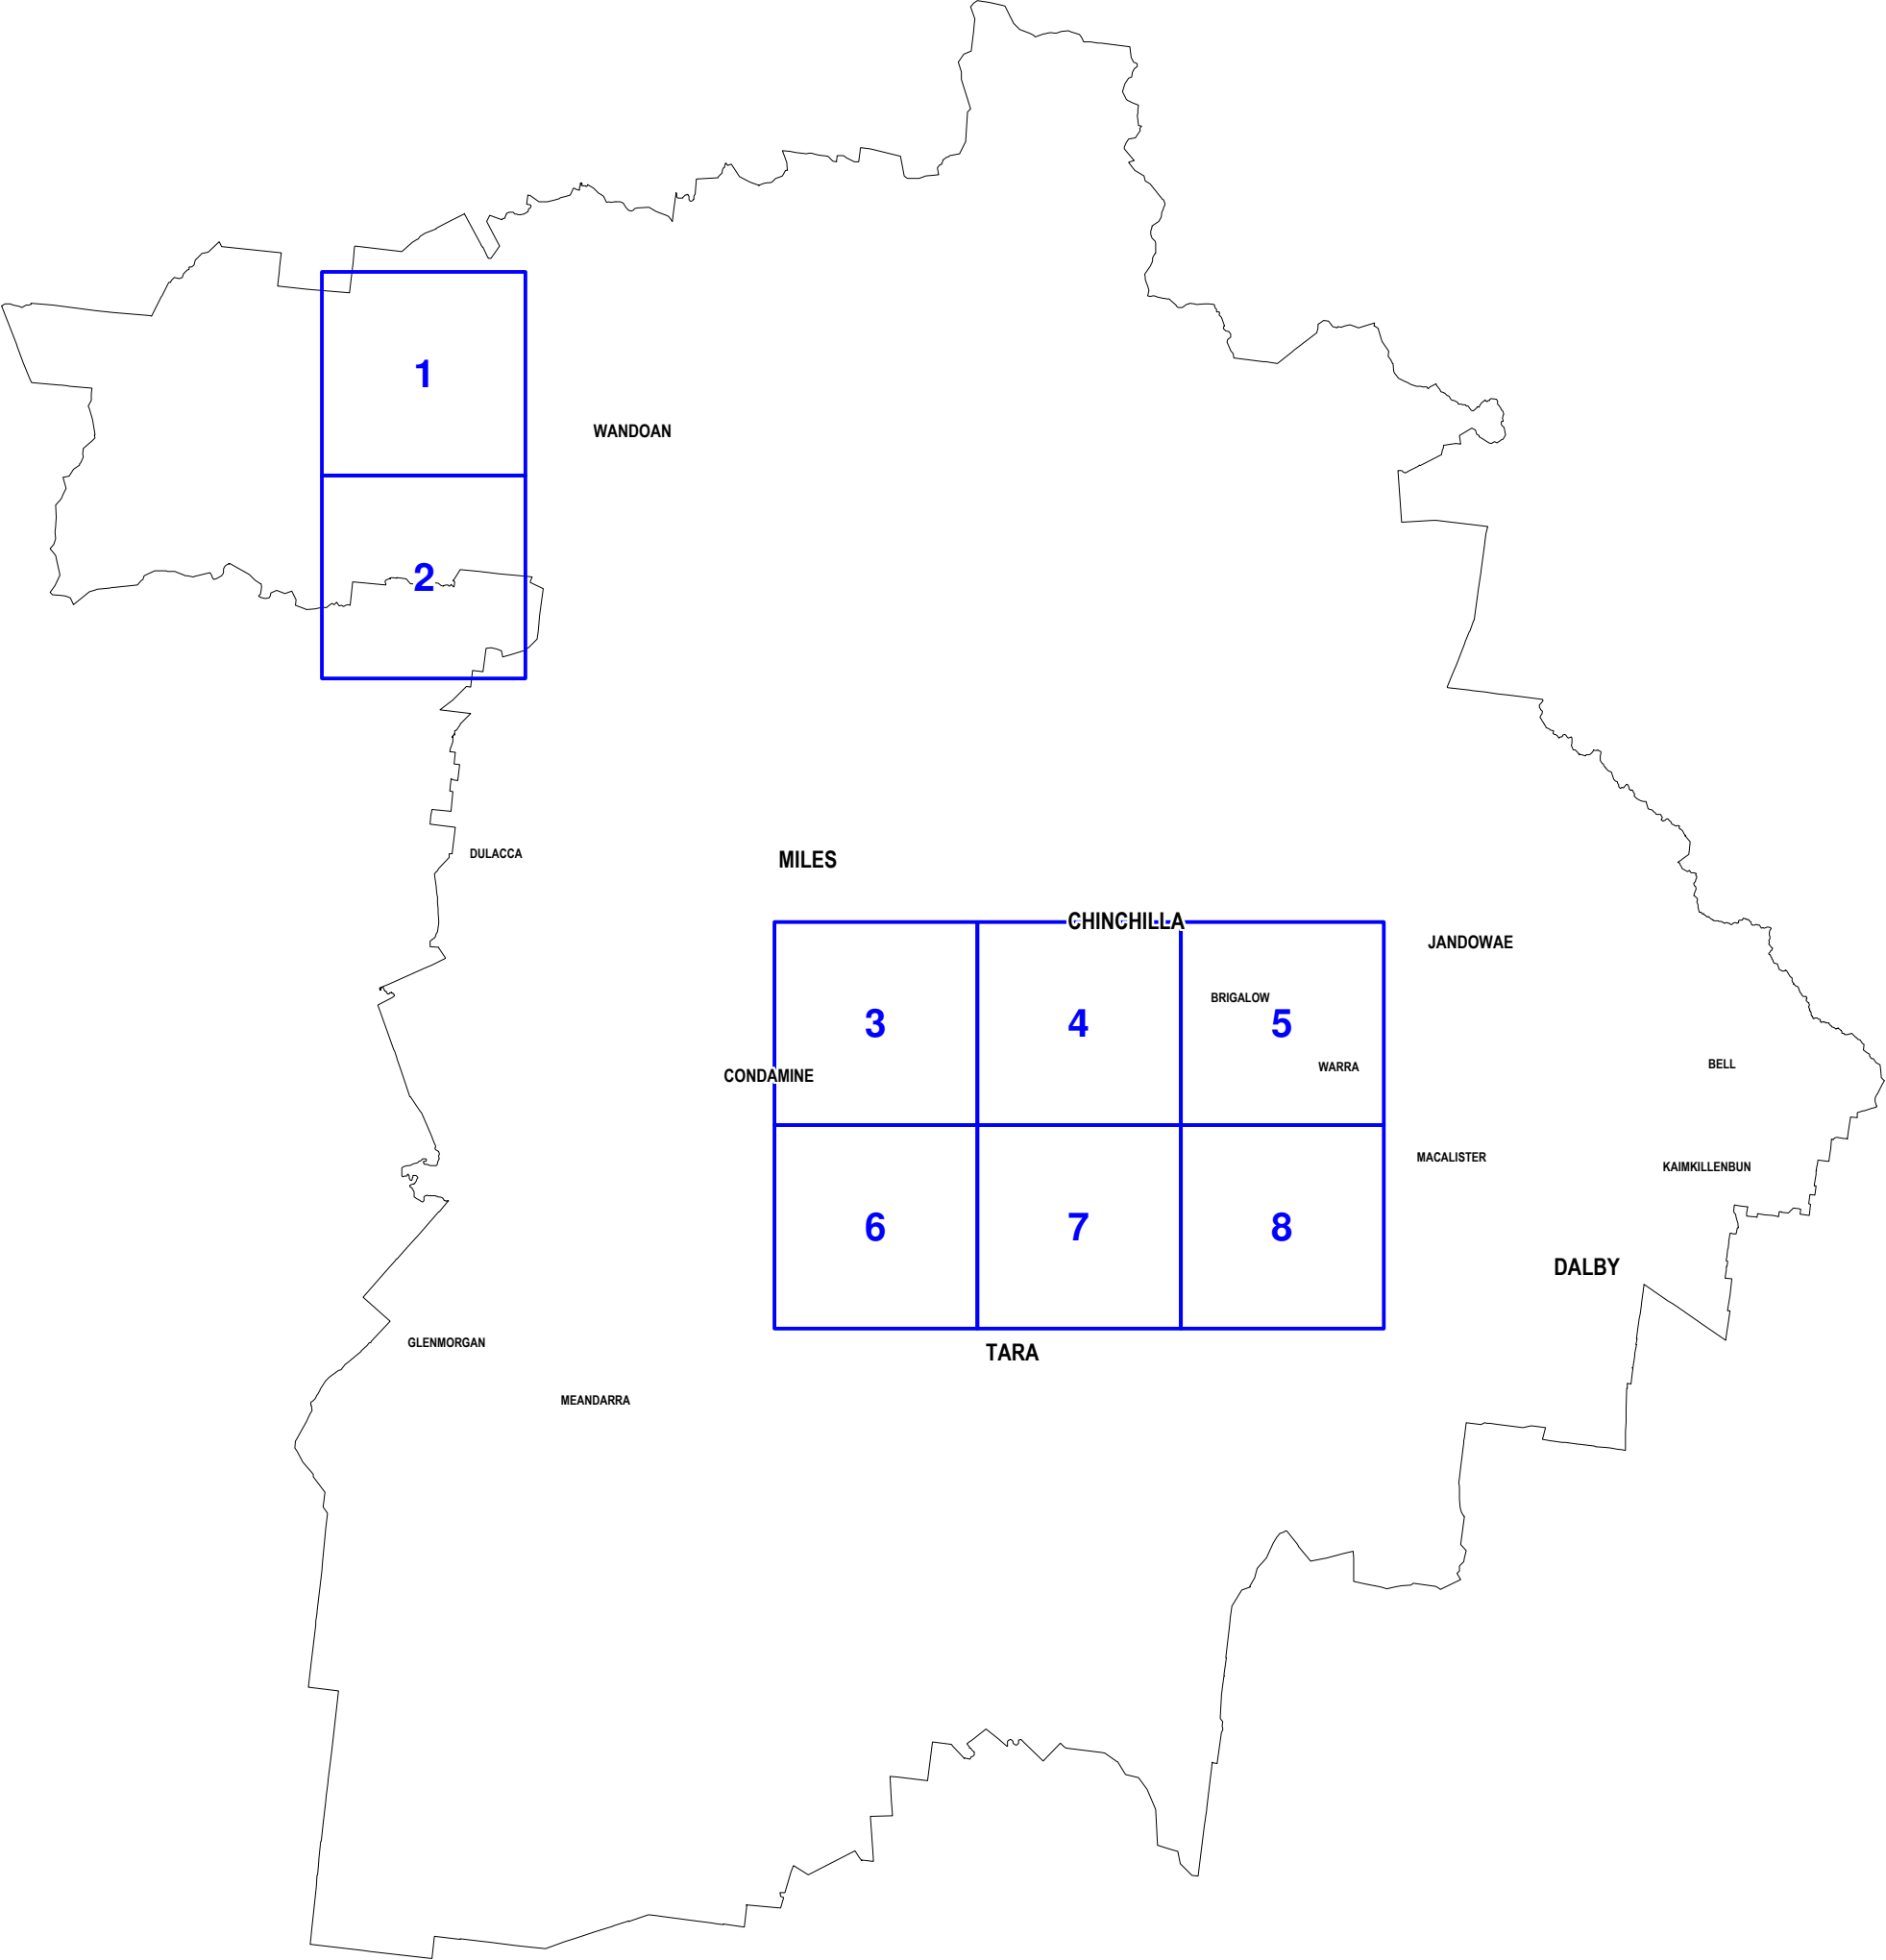 1
WANDOAN
2
DULACCA
MILES
CHINCHILLA
JANDOWAE
BRIGALOW
3
4
5
WARRA
BELL
CONDAMINE
MACALISTER
KAIMKILLENBUN
6
7
8
DALBY
GLENMORGAN
TARA
MEANDARRA